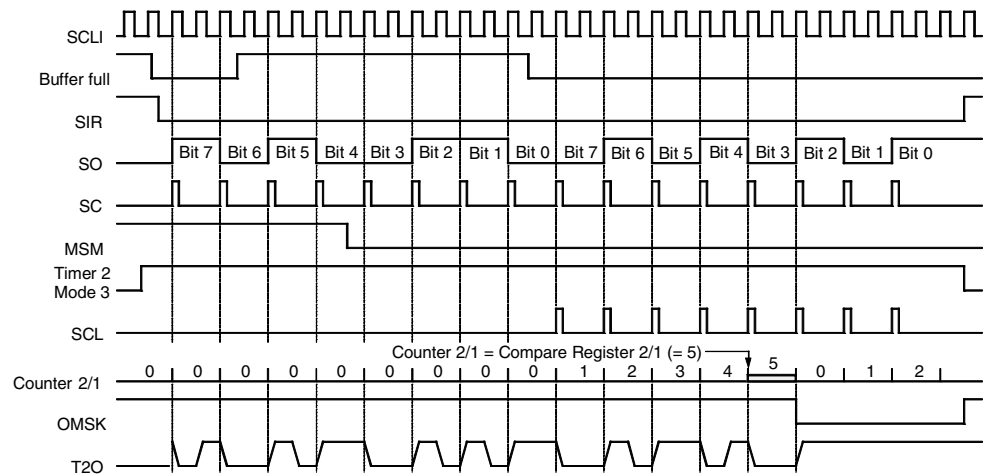 SCLI
Buffer full
SIR
SO Bit 7 Bit 6 Bit 5 Bit 4 Bit 3 Bit 2 Bit 1 Bit 0 Bit 7 Bit 6 Bit 5 Bit 4 Bit 3 Bit 2 Bit 1 Bit 0
SC
MSM
Timer 2
Mode 3
SCL
Counter 2/1 = Compare Register 2/1 (= 5)
Counter 2/1 0 0 0 0 0 0 0 0 1 2 3 4 5 0 1 2
OMSK
T2O